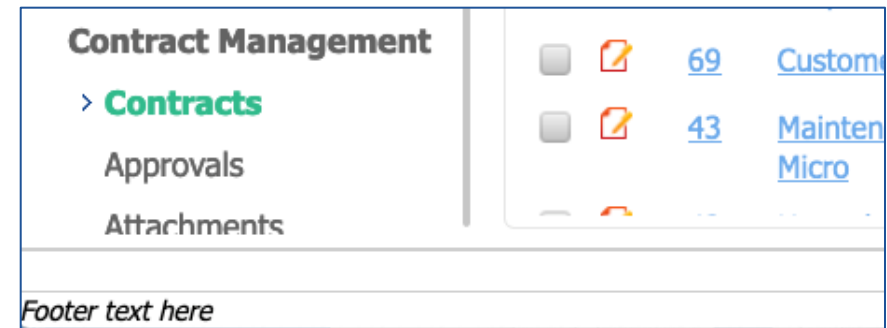 Contract Management
> Contracts
Approvals
Attachments
69 Custome
43 Mainten
Micro
Footer text here